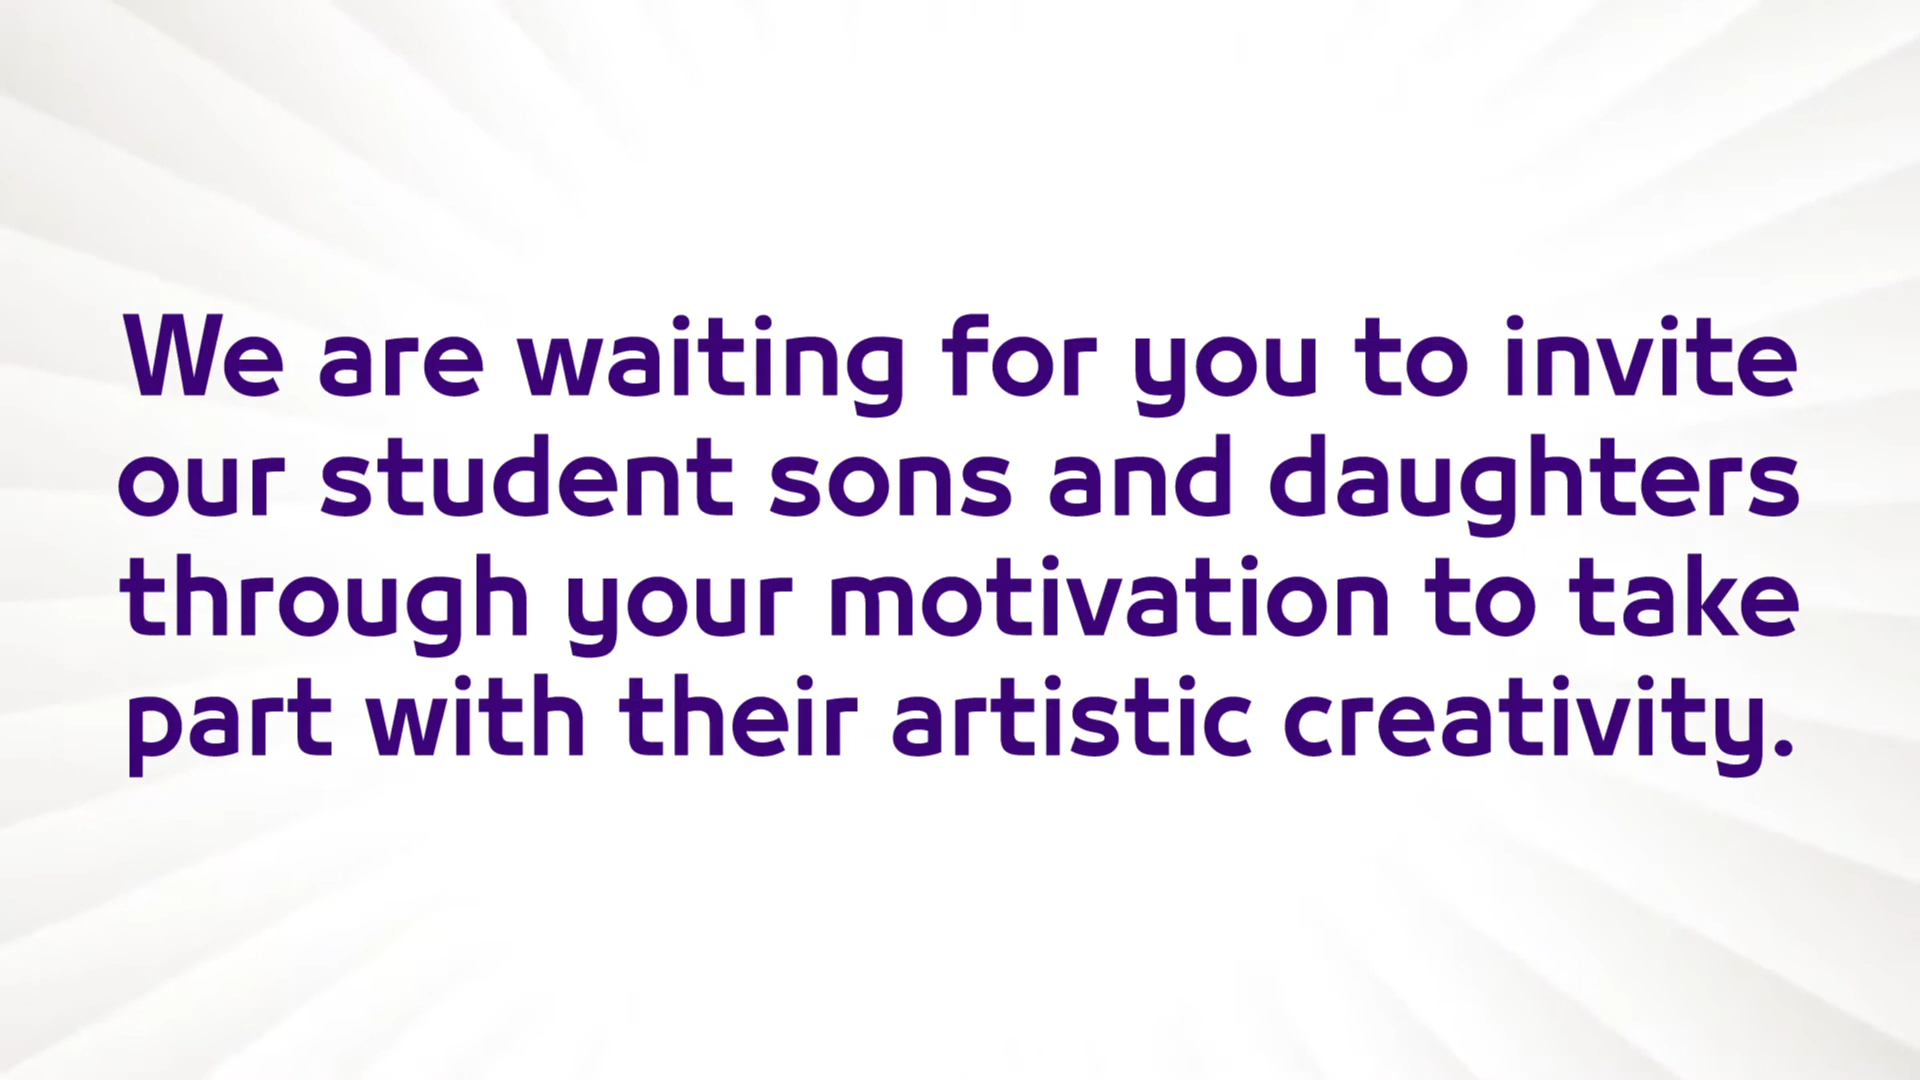 We are waiting for you to invite
our student sons and daughters
through your motivation to take
part with their artistic creativity.